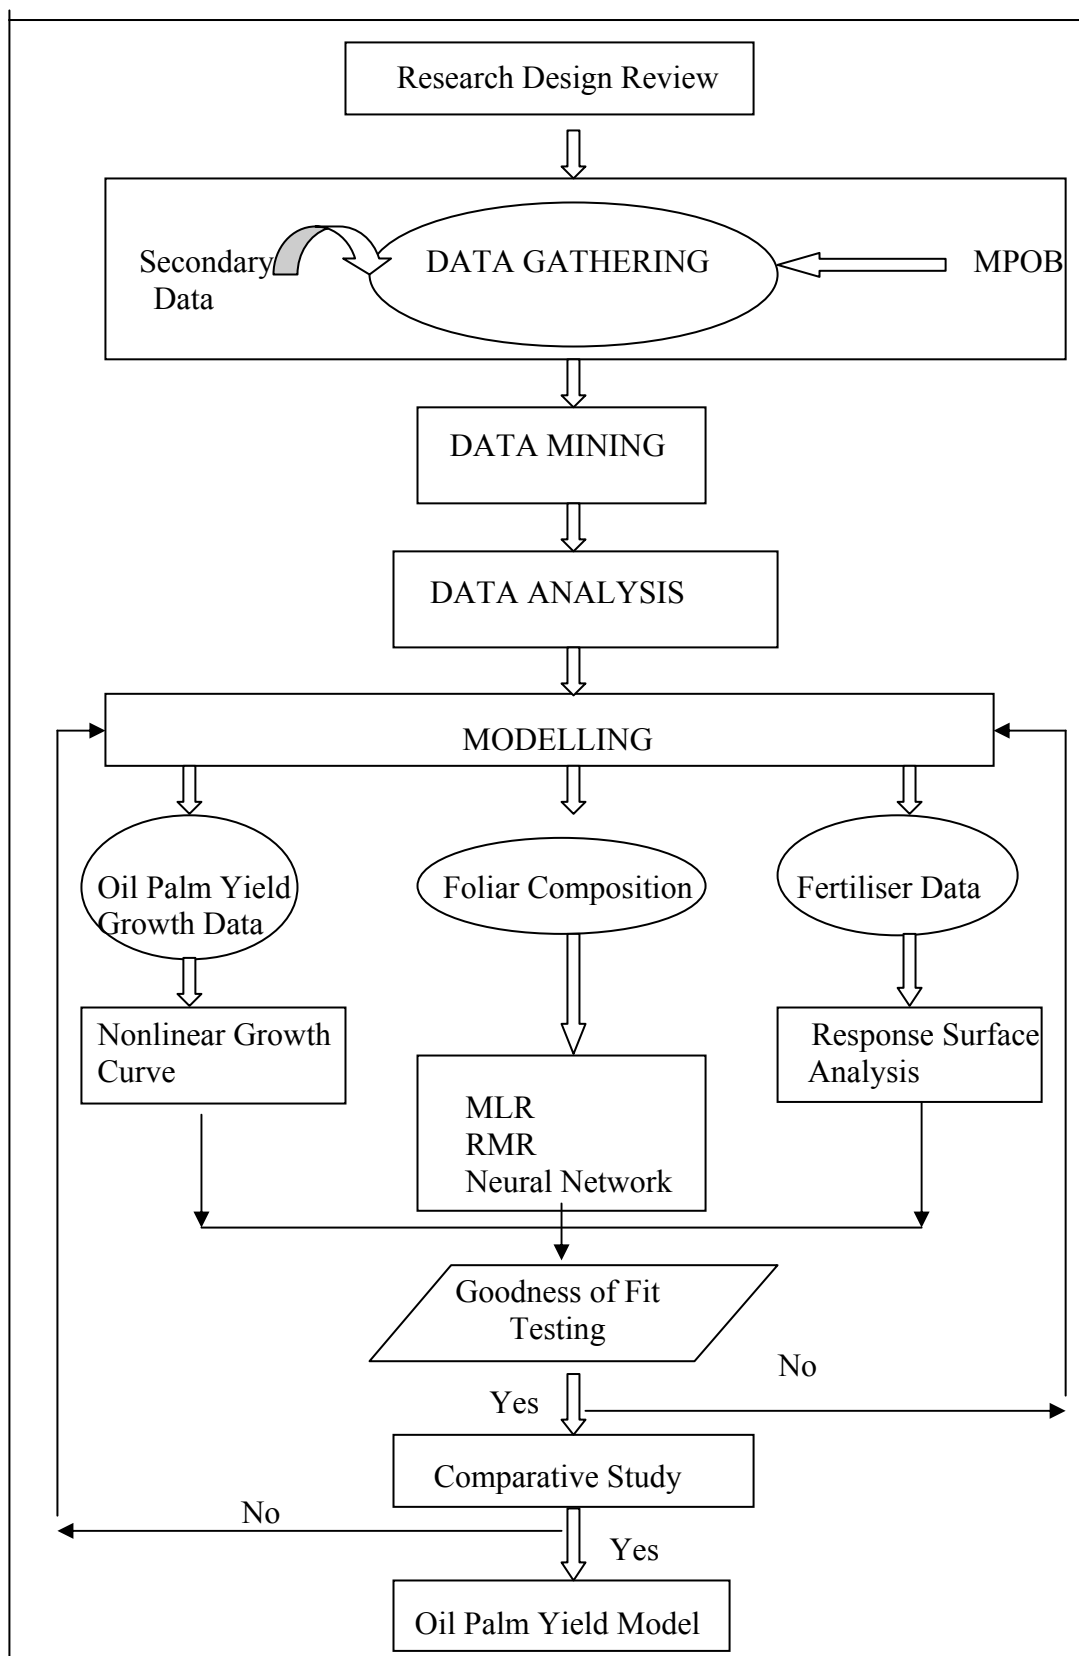 Research Design Review
Secondary
Data
DATA GATHERING
MPOB
DATA MINING
DATA ANALYSIS
MODELLING
Oil Palm Yield
Growth Data
Foliar Composition
Fertiliser Data
Nonlinear Growth
Curve
MLR
RMR
Neural Network
Response Surface
Analysis
Goodness of Fit
Testing
No
Yes
Comparative Study
No
Yes
Oil Palm Yield Model